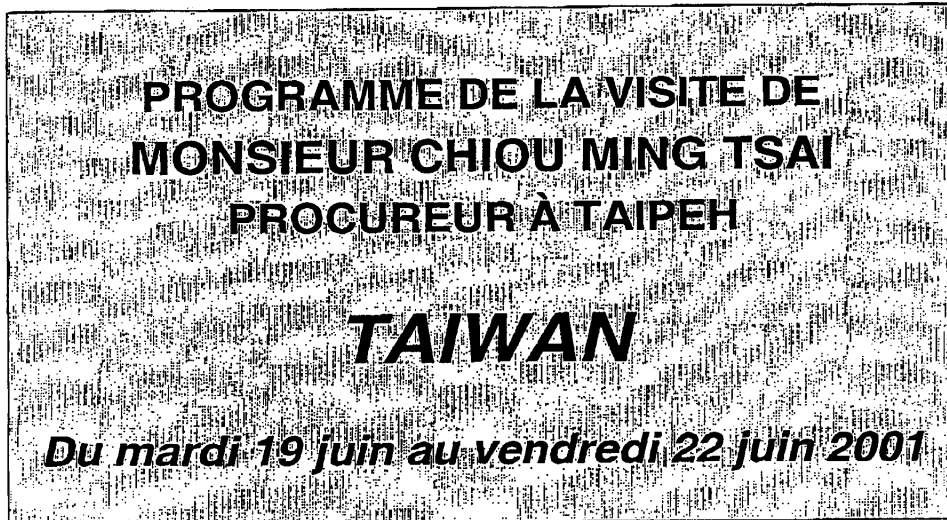 PROGRAMME DE LA VISITE DE
MONSIEUR CHIOU MING TSAI
PROCUREUR À TAIPEH
TAIWAN
Du mardi 19 juin au vendredi 22 juin 2001